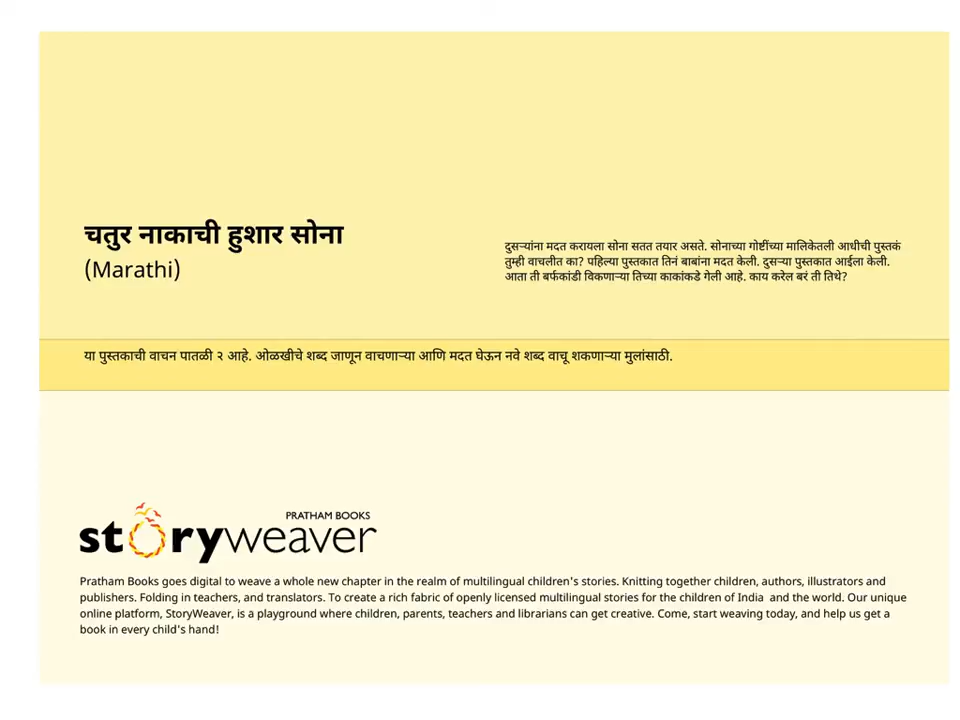 चतुर नाकाची हुशार सोना
(Marathi)
दुसऱ्यांना मदत करायला सोना सतत तयार असते. सोनाच्या गोष्टींच्या मालिकेतली आधीची पुस्तकं
तुम्ही वाचलीत का? पहिल्या पुस्तकात तिनं बाबांना मदत केली. दुसऱ्या पुस्तकात आईला केली.
आता ती बर्फकांडी विकणाऱ्या तिच्या काकांकडे गेली आहे. काय करेल बरं ती तिथे?
या पुस्तकाची वाचन पातळी २ आहे. ओळखीचे शब्द जाणून वाचणाऱ्या आणि मदत घेऊन नवे शब्द वाचू शकणाऱ्या मुलांसाठी.
PRATHAM BOOKS
storyweaver
Pratham Books goes digital to weave a whole new chapter in the realm of multilingual children's stories. Knitting together children, authors, illustrators and
publishers. Folding in teachers, and translators. To create a rich fabric of openly licensed multilingual stories for the children of India and the world. Our unique
online platform, StoryWeaver, is a playground where children, parents, teachers and librarians can get creative. Come, start weaving today, and help us get a
book in every child's hand!